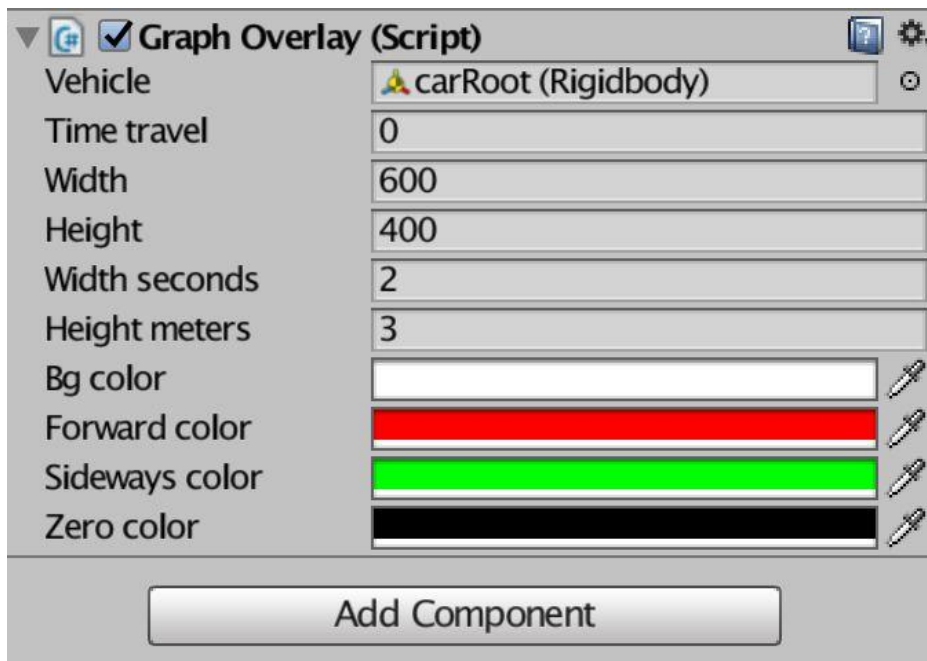 Graph Overlay (Script)
Vehicle carRoot (Rigidbody)
Time travel 0
Width 600
Height 400
Width seconds 2
Height meters 3
Bg color
Forward color
Sideways color
Zero color
Add Component